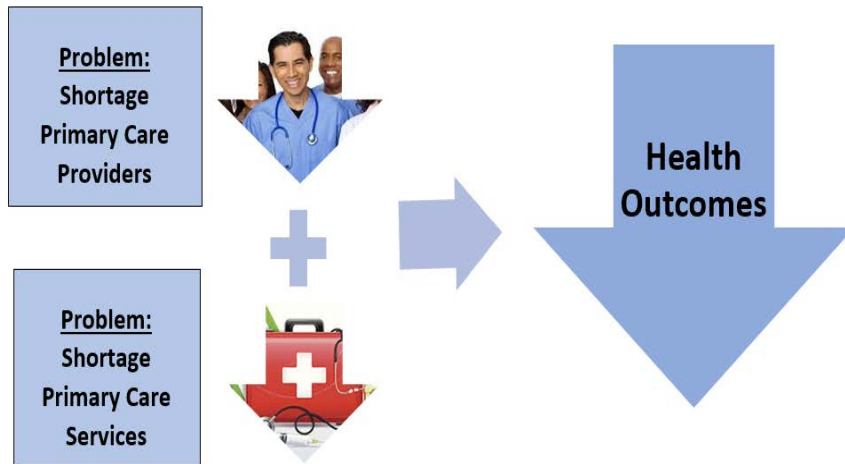 Problem:
Shortage
Primary Care
Providers
Problem:
Shortage
Primary Care
Services
Health
Outcomes